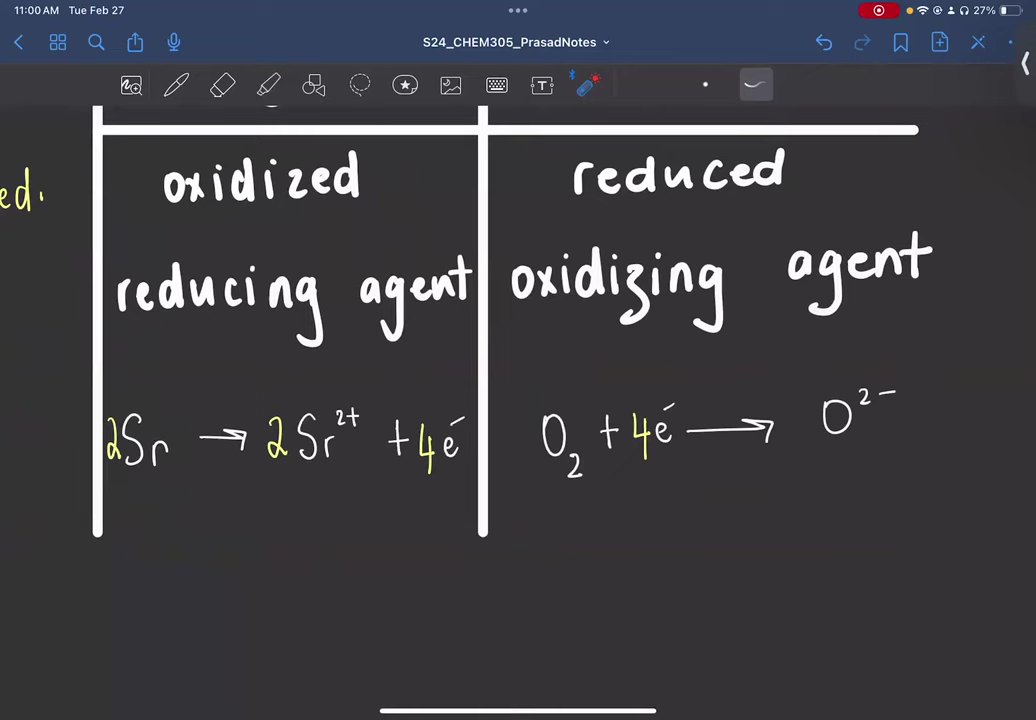 11:00 AM Tue Feb 27
27%
S24_CHEM305_PrasadNotes
ed.
oxidized
reduced
reducing agent
oxidizing agent
2Sr → 2Sr²⁺ + 4e⁻
O₂ + 4e⁻ → O²⁻